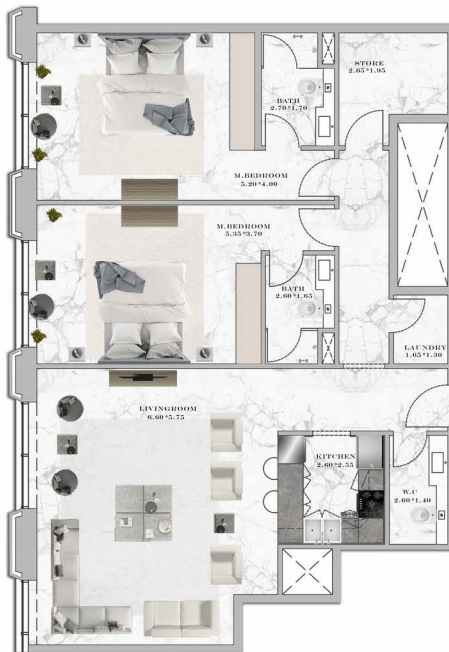 STORE
2.65*1.95
BATH
2.70*1.70
M.BEDROOM
5.20*4.00
M.BEDROOM
5.35*3.70
BATH
2.60*1.65
LAUNDRY
1.65*1.30
LIVINGROOM
6.60*5.75
KITCHEN
2.60*2.55
W.C
2.60*1.40